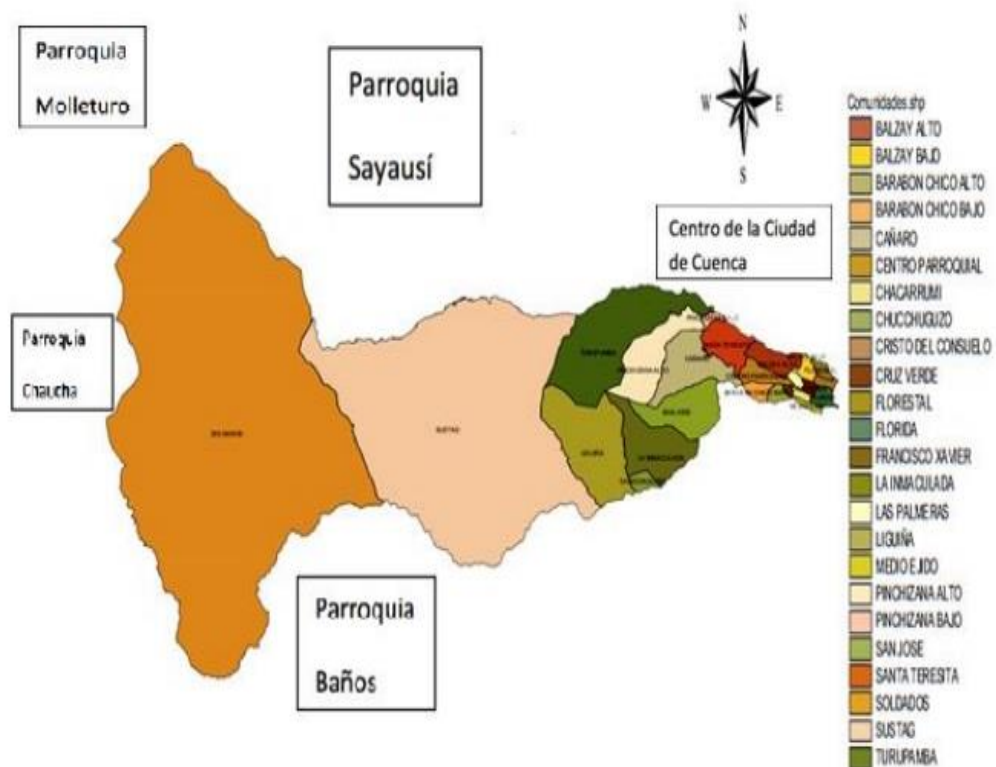 Parroquia
Molleturo
Parroquia
Sayausí
N
W E
S
Centro de la Ciudad
de Cuenca
Parroquia
Chaucha
Parroquia
Baños
SUSTAG
Comunidades.shp
BALZAY ALTO
BALZAY BAJO
BARABON CHICO ALTO
BARABON CHICO BAJO
CAÑARO
CENTRO PARROQUIAL
CHACARRUMI
CHUCCHUGUZO
CRISTO DEL CONSUELO
CRUZ VERDE
FLORESTAL
FLORIDA
FRANCISCO XAVIER
LA INMACULADA
LAS PALMERAS
LIGUIÑA
MEDIO EJIDO
PINCHIZANA ALTO
PINCHIZANA BAJO
SAN JOSE
SANTA TERESITA
SOLDADOS
SUSTAG
TURUPAMBA